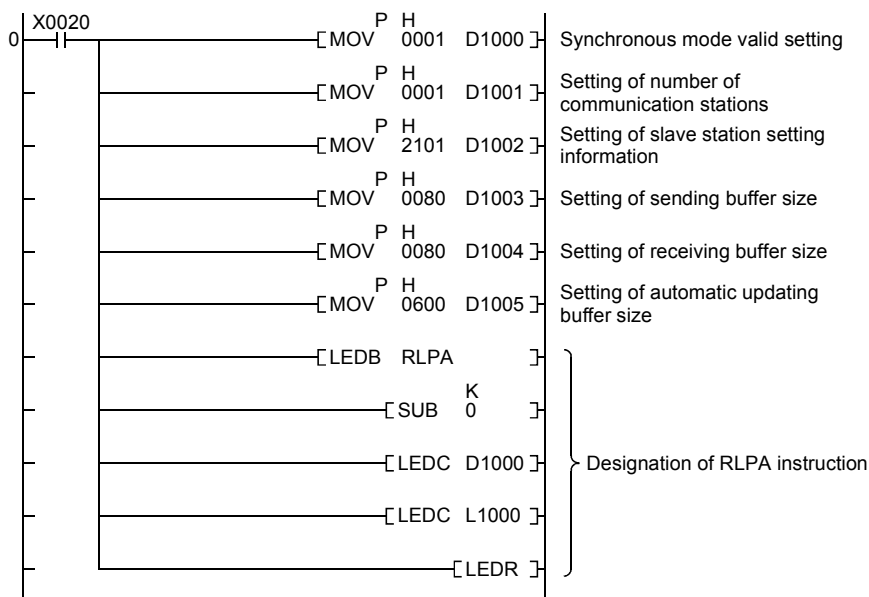 X0020
P H
0 MOV 0001 D1000 Synchronous mode valid setting
P H
MOV 0001 D1001 Setting of number of
communication stations
P H
MOV 2101 D1002 Setting of slave station setting
information
P H
MOV 0080 D1003 Setting of sending buffer size
P H
MOV 0080 D1004 Setting of receiving buffer size
P H
MOV 0600 D1005 Setting of automatic updating
buffer size
LEDB RLPA
K
SUB 0
LEDC D1000 Designation of RLPA instruction
LEDC L1000
LEDR